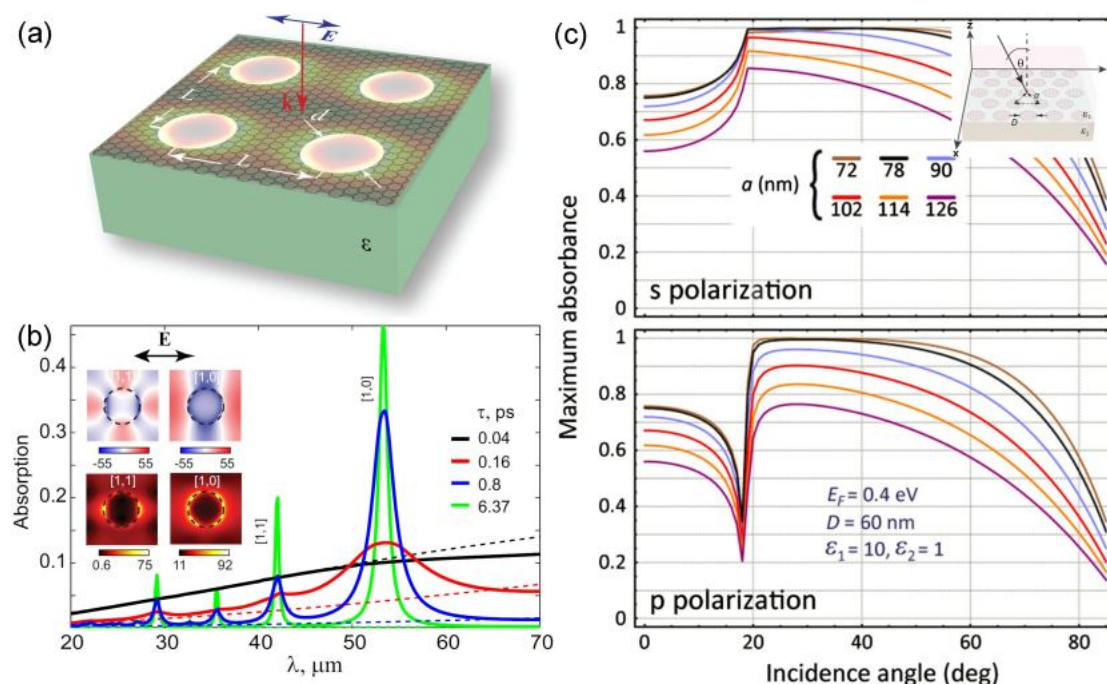 (a)
E
k
L
L
d
ε
(b)
E
[1,1]
[1,0]
-55 55
-55 55
[1,1]
[1,0]
0.6 75
11 92
Absorption
0.4
0.3
0.2
0.1
[1,1]
[1,0]
τ, ps
0.04
0.16
0.8
6.37
20 30 40 50 60 70
λ, μm
(c)
Maximum absorbance
1
0.8
0.6
0.4
0.2
0
z
θ
a
D
x
ε₁
ε₂
a (nm)
72 78 90
102 114 126
s polarization
1
0.8
0.6
0.4
0.2
0
E_F = 0.4 eV
D = 60 nm
ε₁ = 10, ε₂ = 1
p polarization
0 20 40 60 80
Incidence angle (deg)